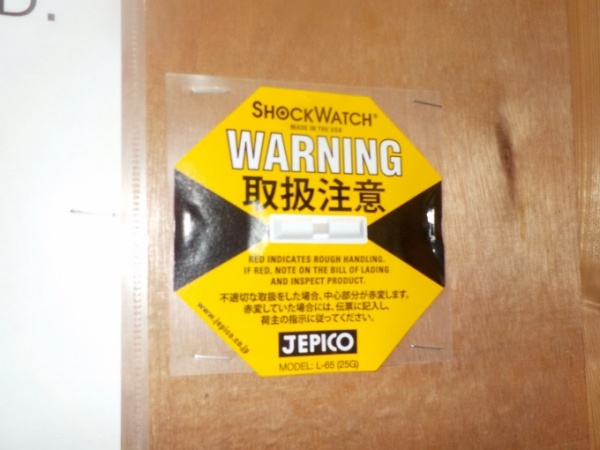 D.
SHOCKWATCH®
MADE IN THE USA
WARNING
取扱注意
RED INDICATES ROUGH HANDLING.
IF RED, NOTE ON THE BILL OF LADING
AND INSPECT PRODUCT.
不適切な取扱をした場合、中心部分が赤変します。
赤変していた場合には、伝票に記入し、
荷主の指示に従ってください。
www.jepico.co.jp
JEPICO
MODEL: L-65 (25G)